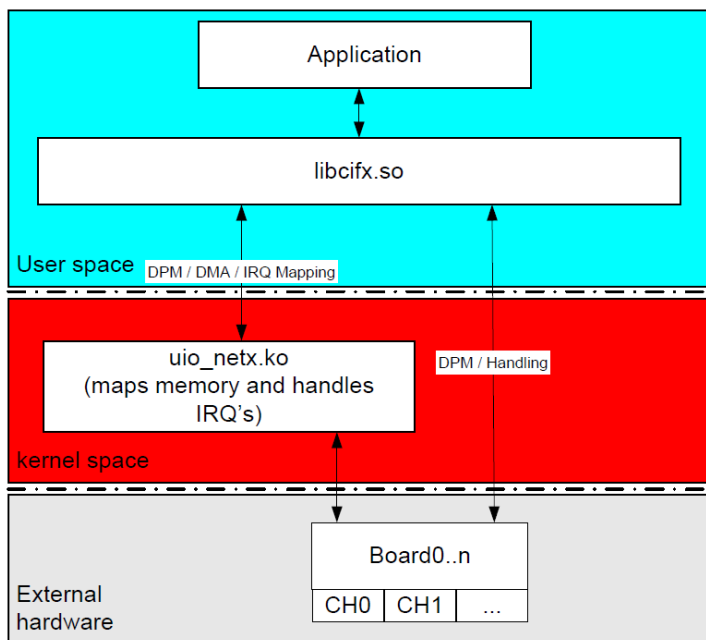 Application
libcifx.so
User space
DPM / DMA / IRQ Mapping
uio_netx.ko
(maps memory and handles
IRQ's)
DPM / Handling
kernel space
Board0..n
CH0 CH1 ...
External
hardware